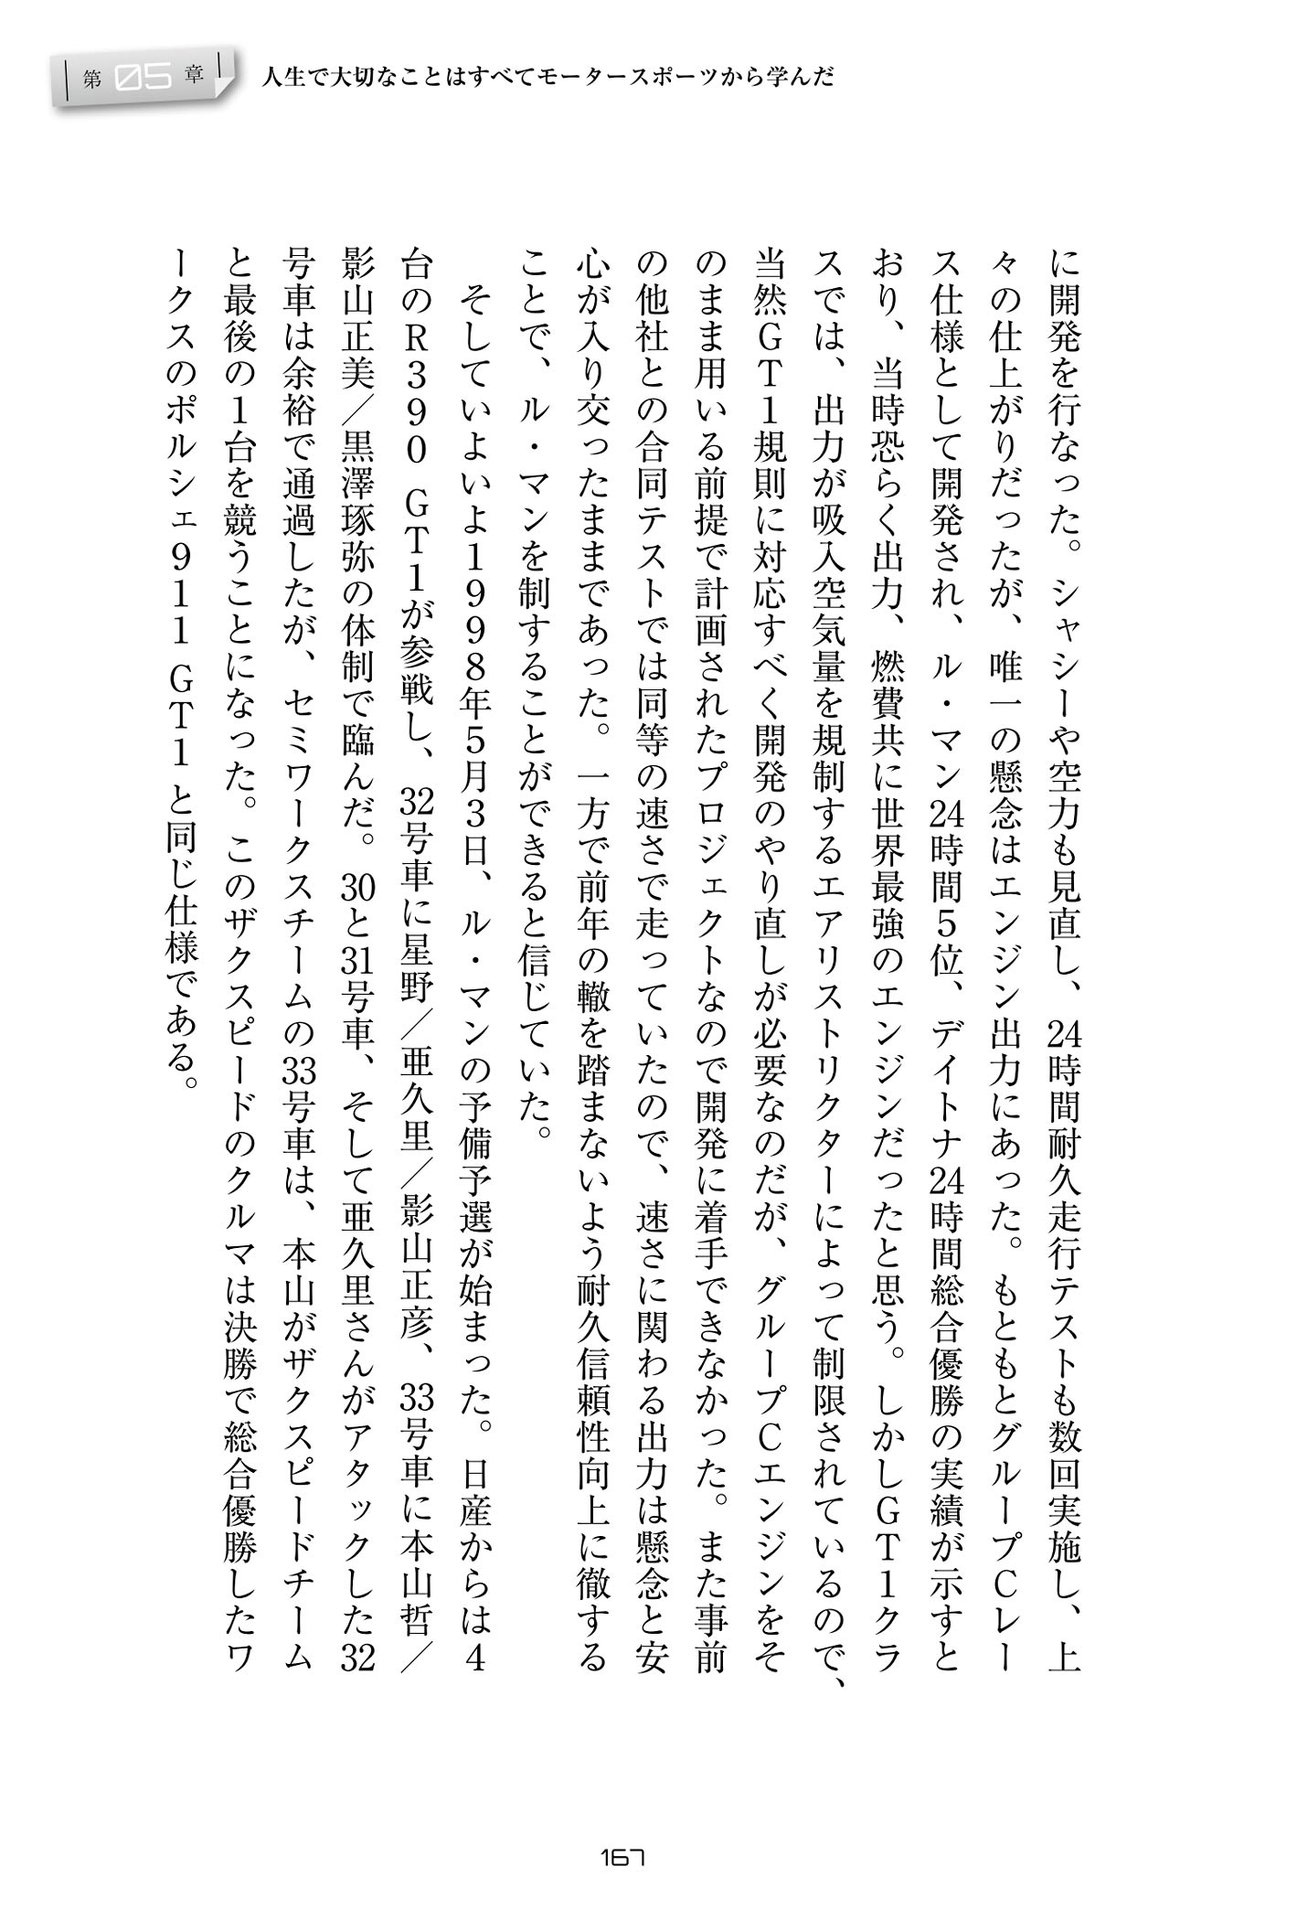 第05章
人生で大切なことはすべてモータースポーツから学んだ
に開発を行なった。シャシーや空力も見直し、24時間耐久走行テストも数回実施し、上
々の仕上がりだったが、唯一の懸念はエンジン出力にあった。もともとグループCレー
ス仕様として開発され、ル・マン24時間5位、デイトナ24時間総合優勝の実績が示すと
おり、当時恐らく出力、燃費共に世界最強のエンジンだったと思う。しかしGT1クラ
スでは、出力が吸入空気量を規制するエアリストリクターによって制限されているので、
当然GT1規則に対応すべく開発のやり直しが必要なのだが、グループCエンジンをそ
のまま用いる前提で計画されたプロジェクトなので開発に着手できなかった。また事前
の他社との合同テストでは同等の速さで走っていたので、速さに関わる出力は懸念と安
心が入り交ったままであった。一方で前年の轍を踏まないよう耐久信頼性向上に徹する
ことで、ル・マンを制することができると信じていた。
そしていよいよ1998年5月3日、ル・マンの予備予選が始まった。日産からは4
台のR390 GT1が参戦し、32号車に星野／亜久里／影山正彦、33号車に本山哲／
影山正美／黒澤琢弥の体制で臨んだ。30と31号車、そして亜久里さんがアタックした32
号車は余裕で通過したが、セミワークスチームの33号車は、本山がザクスピードチーム
と最後の1台を競うことになった。このザクスピードのクルマは決勝で総合優勝したワ
ークスのポルシェ911 GT1と同じ仕様である。
167